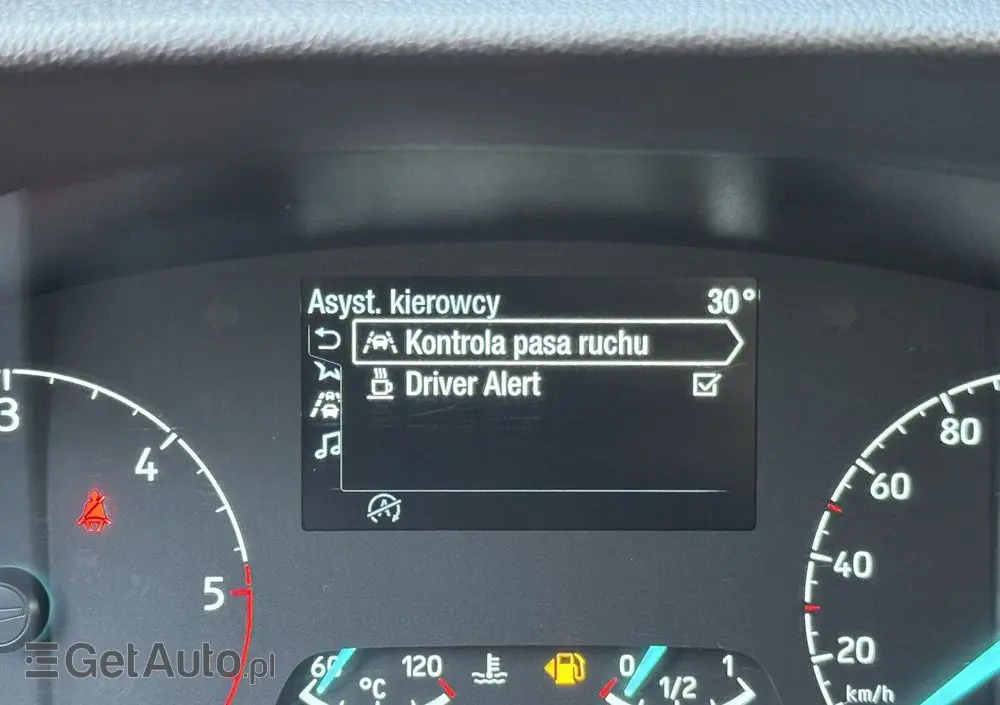 Asyst. kierowcy 30°
Kontrola pasa ruchu
Driver Alert
A
3
4
5
80
60
40
20
km/h
60 120
°C
0 1/2 1
GetAuto.pl